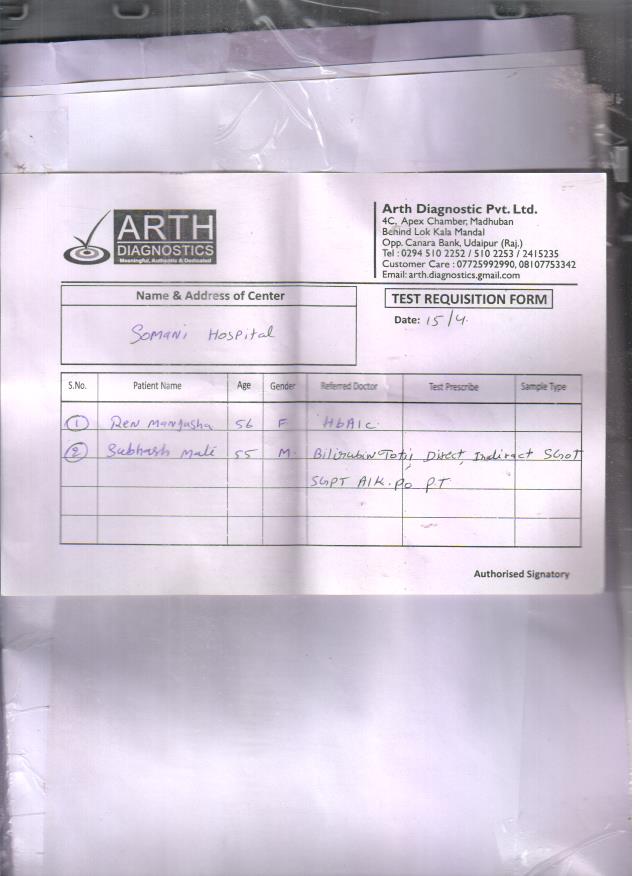 ARTH
DIAGNOSTICS
Meaningful, Authentic & Dedicated
Arth Diagnostic Pvt. Ltd.
4C, Apex Chamber, Madhuban
Behind Lok Kala Mandal
Opp. Canara Bank, Udaipur (Raj.)
Tel : 0294 510 2252 / 510 2253 / 2415235
Customer Care : 07725992990, 08107753342
Email: arth.diagnostics.gmail.com
Name & Address of Center
Somani Hospital
TEST REQUISITION FORM
Date: 15/4.
S.No. Patient Name Age Gender Referred Doctor Test Prescribe Sample Type
1 Ren Manjusha 56 F HbA1c
2 Subhash Mali 55 M. Bilirubin Direct, Indirect SGOT
SGPT Alk. Po PT
Authorised Signatory